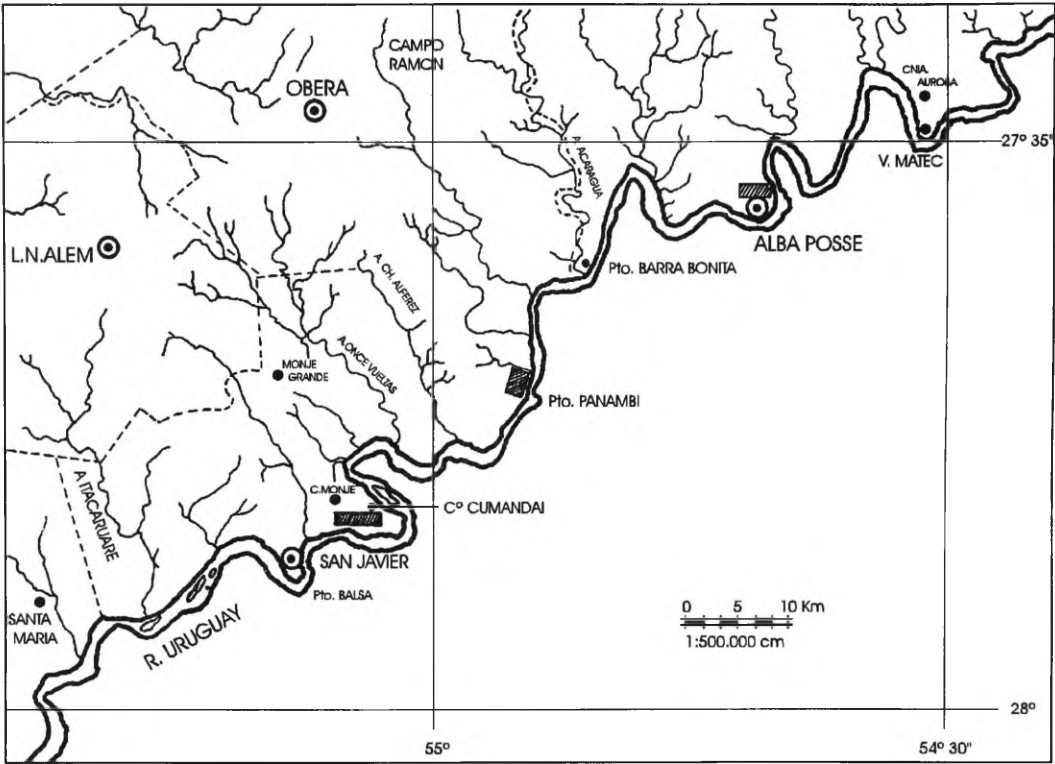 CAMPO
RAMON
OBERA
CNIA.
AURORA
27º 35'
A. ACARAGUA
V. MATEC
ALBA POSSE
L.N.ALEM
Pto. BARRA BONITA
A. CH. ALFEREZ
A.ONCE VUELTAS
MONJE
GRANDE
Pto. PANAMBI
C.MONJE
Cº CUMANDAI
A ITACARUARE
SAN JAVIER
Pto. BALSA
SANTA
MARIA
R. URUGUAY
0 5 10 Km
1:500.000 cm
28º
55º
54º 30"